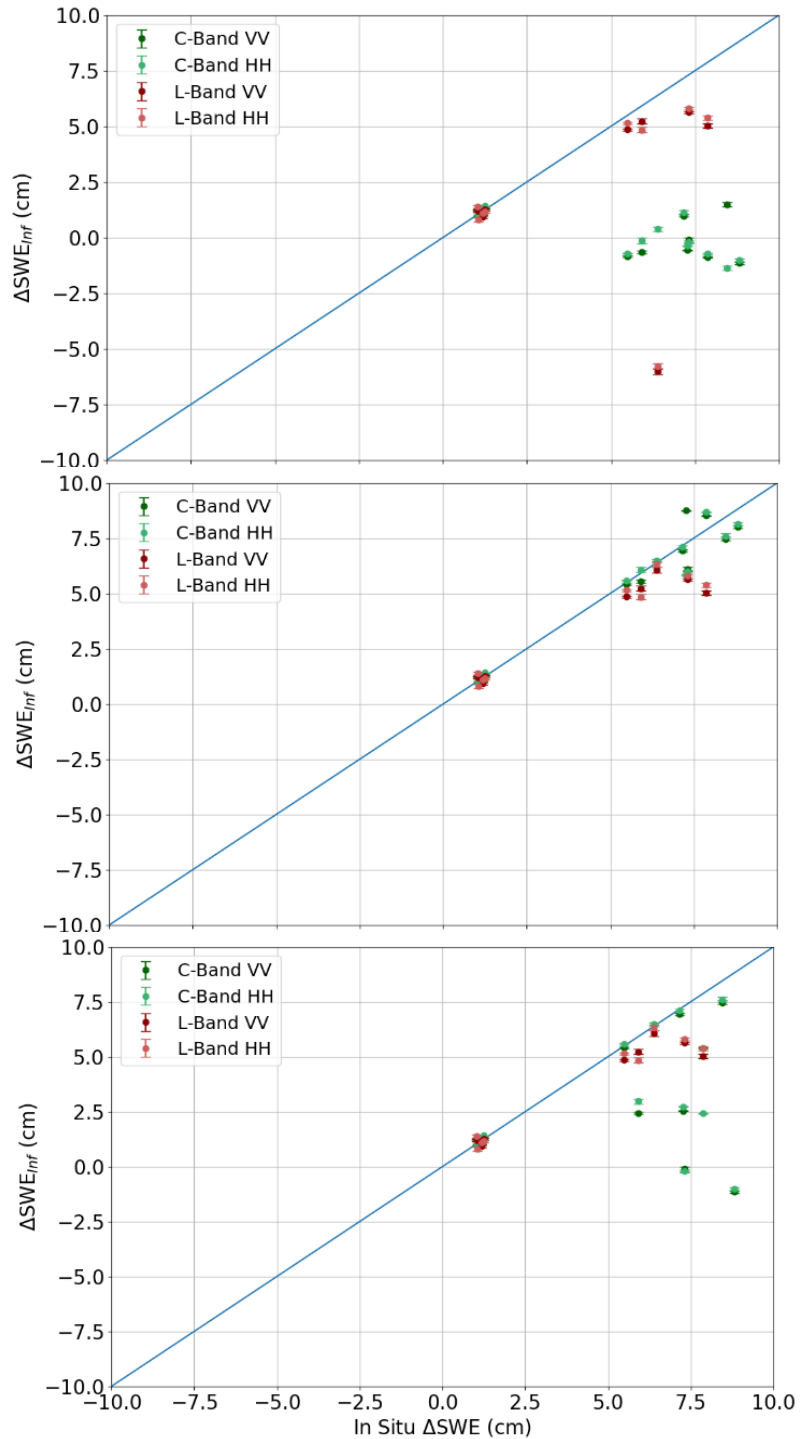 10.0
7.5
5.0
2.5
0.0
−2.5
−5.0
−7.5
−10.0
ΔSWE_Inf (cm)
C-Band VV
C-Band HH
L-Band VV
L-Band HH
10.0
7.5
5.0
2.5
0.0
−2.5
−5.0
−7.5
−10.0
ΔSWE_Inf (cm)
C-Band VV
C-Band HH
L-Band VV
L-Band HH
10.0
7.5
5.0
2.5
0.0
−2.5
−5.0
−7.5
−10.0
ΔSWE_Inf (cm)
C-Band VV
C-Band HH
L-Band VV
L-Band HH
−10.0 −7.5 −5.0 −2.5 0.0 2.5 5.0 7.5 10.0
In Situ ΔSWE (cm)